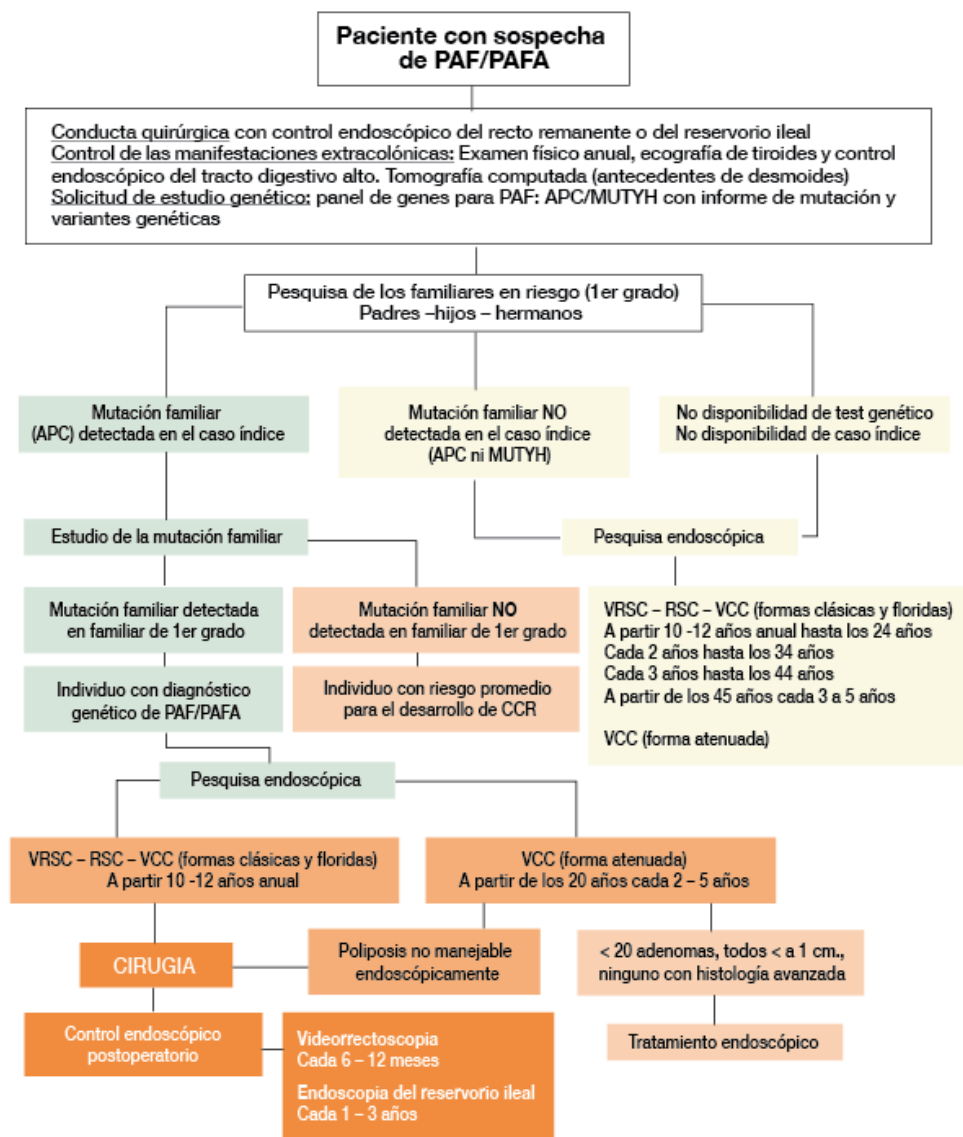 Paciente con sospecha
de PAF/PAFA
Conducta quirúrgica con control endoscópico del recto remanente o del reservorio ileal
Control de las manifestaciones extracolónicas: Examen físico anual, ecografía de tiroides y control
endoscópico del tracto digestivo alto. Tomografía computada (antecedentes de desmoides)
Solicitud de estudio genético: panel de genes para PAF: APC/MUTYH con informe de mutación y
variantes genéticas
Pesquisa de los familiares en riesgo (1er grado)
Padres –hijos – hermanos
Mutación familiar
(APC) detectada en el caso índice
Mutación familiar NO
detectada en el caso índice
(APC ni MUTYH)
No disponibilidad de test genético
No disponibilidad de caso índice
Estudio de la mutación familiar
Pesquisa endoscópica
Mutación familiar detectada
en familiar de 1er grado
Mutación familiar NO
detectada en familiar de 1er grado
VRSC – RSC – VCC (formas clásicas y floridas)
A partir 10 -12 años anual hasta los 24 años
Cada 2 años hasta los 34 años
Cada 3 años hasta los 44 años
A partir de los 45 años cada 3 a 5 años
VCC (forma atenuada)
Individuo con diagnóstico
genético de PAF/PAFA
Individuo con riesgo promedio
para el desarrollo de CCR
Pesquisa endoscópica
VRSC – RSC – VCC (formas clásicas y floridas)
A partir 10 -12 años anual
VCC (forma atenuada)
A partir de los 20 años cada 2 – 5 años
CIRUGIA
Poliposis no manejable
endoscópicamente
< 20 adenomas, todos < a 1 cm.,
ninguno con histología avanzada
Control endoscópico
postoperatorio
Videorrectoscopia
Cada 6 – 12 meses
Endoscopia del reservorio ileal
Cada 1 – 3 años
Tratamiento endoscópico